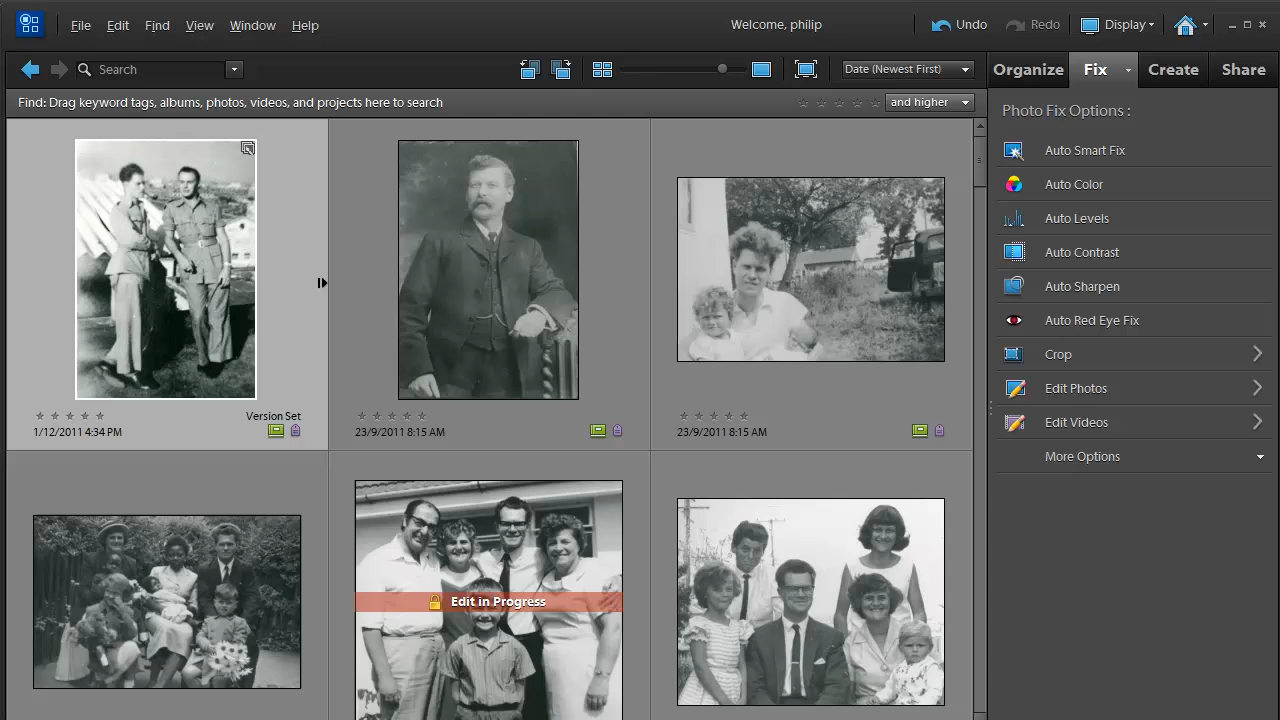 File Edit Find View Window Help
Welcome, philip
Undo Redo Display
Search
Date (Newest First)
Organize Fix Create Share
Find: Drag keyword tags, albums, photos, videos, and projects here to search
and higher
Photo Fix Options :
Auto Smart Fix
Auto Color
Auto Levels
Auto Contrast
Auto Sharpen
Auto Red Eye Fix
Crop
Edit Photos
Edit Videos
More Options
Version Set
1/12/2011 4:34 PM
23/9/2011 8:15 AM
23/9/2011 8:15 AM
Edit in Progress